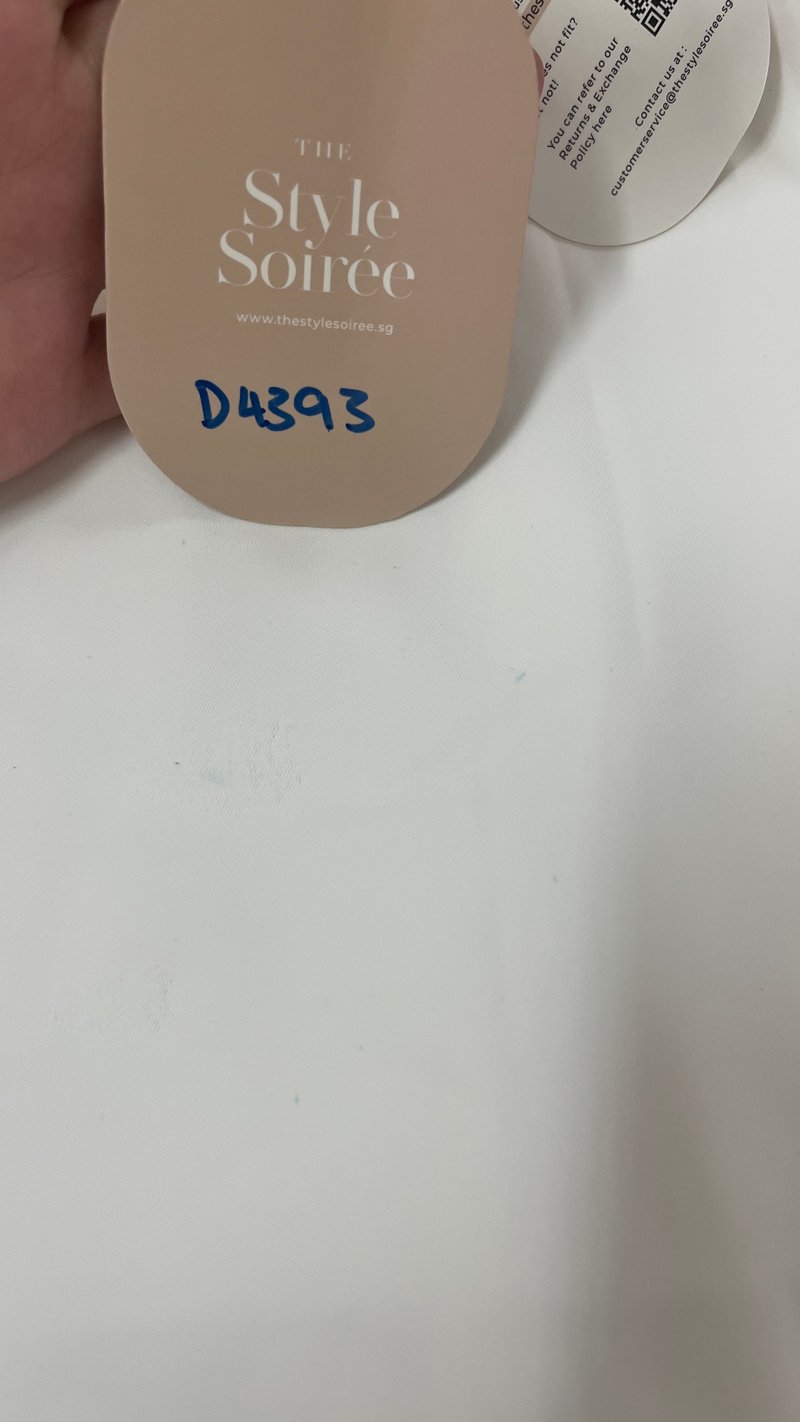 THE
Style
Soirée
www.thestylesoiree.sg
D4393
not fit?
not!
You can refer to our
Returns & Exchange
Policy here
Contact us at :
customerservice@thestylesoiree.sg